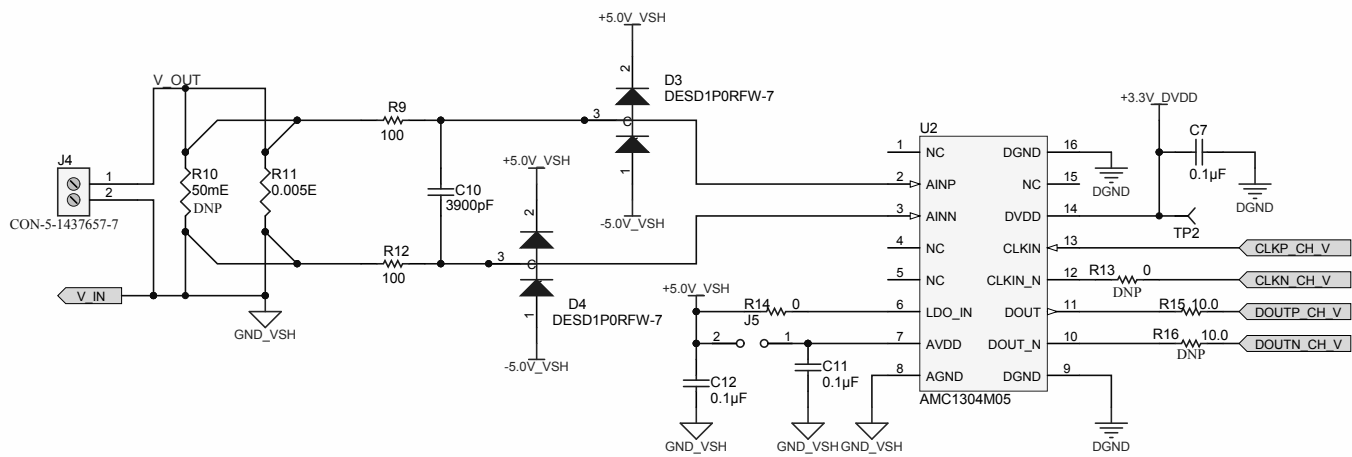 +5.0V_VSH
2
D3
DESD1P0RFW-7
3
C
1
-5.0V_VSH
V_OUT
J4
1
2
CON-5-1437657-7
R10
50mE
DNP
R11
0.005E
V_IN
GND_VSH
R9
100
C10
3900pF
R12
100
+5.0V_VSH
2
3
C
1
D4
DESD1P0RFW-7
-5.0V_VSH
+5.0V_VSH
R14
0
J5
2
1
C12
0.1µF
GND_VSH
C11
0.1µF
GND_VSH
GND_VSH
U2
1
NC
2
AINP
3
AINN
4
NC
5
NC
6
LDO_IN
7
AVDD
8
AGND
DGND
16
NC
15
DVDD
14
CLKIN
13
CLKIN_N
12
DOUT
11
DOUT_N
10
DGND
9
AMC1304M05
+3.3V_DVDD
C7
0.1µF
DGND
DGND
TP2
CLKP_CH_V
R13
0
DNP
CLKN_CH_V
R15
10.0
DOUTP_CH_V
R16
10.0
DNP
DOUTN_CH_V
DGND